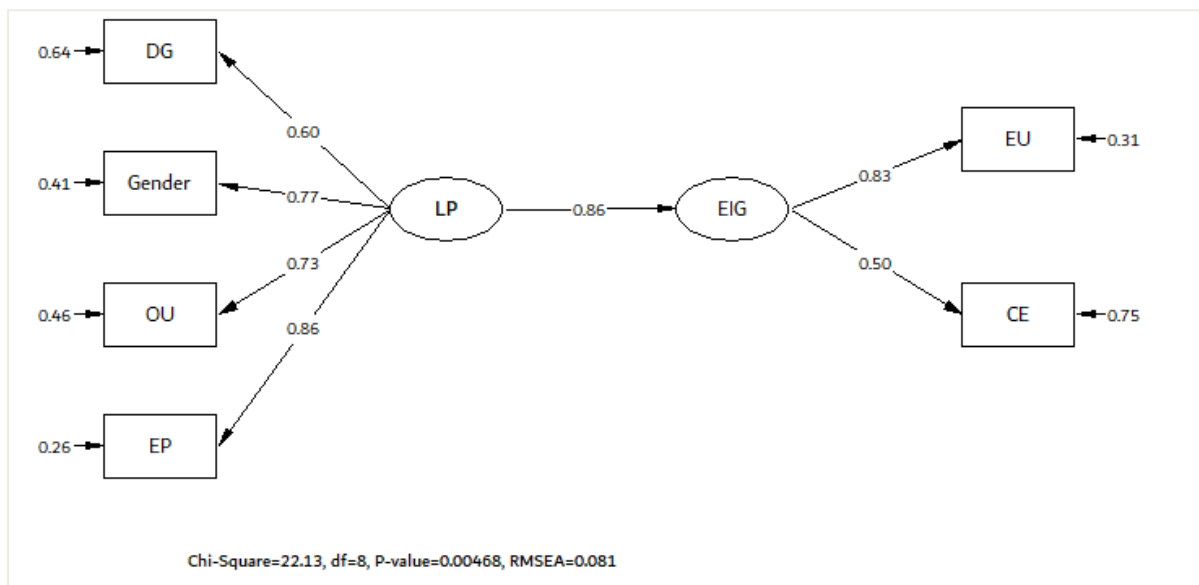 DG
0.64
0.60
EU
0.31
0.83
Gender
0.41
0.77
LP
0.86
EIG
0.73
0.50
OU
0.46
CE
0.75
0.86
EP
0.26
Chi-Square=22.13, df=8, P-value=0.00468, RMSEA=0.081